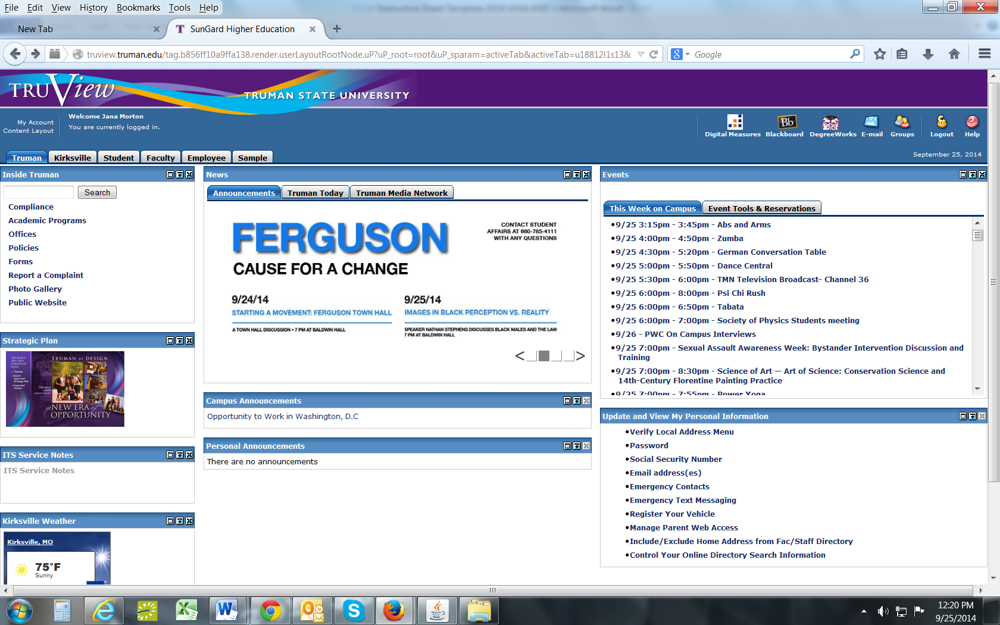 File Edit View History Bookmarks Tools Help
New Tab
SunGard Higher Education
truview.truman.edu/tag.b856ff10a9ffa138.render.userLayoutRootNode.uP?uP_root=root&uP_sparam=activeTab&activeTab=u18812l1s13&
Google
TRUView
TRUMAN STATE UNIVERSITY
My Account
Content Layout
Welcome Jana Morton
You are currently logged in.
Digital Measures Blackboard DegreeWorks E-mail Groups Logout Help
Truman Kirksville Student Faculty Employee Sample
September 25, 2014
Inside Truman
Search
Compliance
Academic Programs
Offices
Policies
Forms
Report a Complaint
Photo Gallery
Public Website
Strategic Plan
TRUMAN'S
2011-2015
STRATEGIC
PLAN
Themes
Board
Approved
Strategic Plan
Expanded
Version
TRUMAN BY DESIGN
TRUMAN
STATE
UNIVERSITY
a NEW ERA of
OPPORTUNITY
ITS Service Notes
ITS Service Notes
Kirksville Weather
Kirksville, MO
75°F
Sunny
News
Announcements Truman Today Truman Media Network
FERGUSON
CAUSE FOR A CHANGE
CONTACT STUDENT
AFFAIRS AT 660-785-4111
WITH ANY QUESTIONS
9/24/14
STARTING A MOVEMENT: FERGUSON TOWN HALL
A TOWN HALL DISCUSSION • 7 PM AT BALDWIN HALL
9/25/14
IMAGES IN BLACK PERCEPTION VS. REALITY
SPEAKER NATHAN STEPHENS DISCUSSES BLACK MALES AND THE LAW
7 PM AT BALDWIN HALL
< >
Campus Announcements
Opportunity to Work in Washington, D.C
Personal Announcements
There are no announcements
Events
This Week on Campus Event Tools & Reservations
•9/25 3:15pm - 3:45pm - Abs and Arms
•9/25 4:00pm - 4:50pm - Zumba
•9/25 4:30pm - 5:20pm - German Conversation Table
•9/25 5:00pm - 5:50pm - Dance Central
•9/25 5:30pm - 6:00pm - TMN Television Broadcast- Channel 36
•9/25 6:00pm - 8:00pm - Psi Chi Rush
•9/25 6:00pm - 6:50pm - Tabata
•9/25 6:00pm - 7:00pm - Society of Physics Students meeting
•9/26 - PWC On Campus Interviews
•9/25 7:00pm - Sexual Assault Awareness Week: Bystander Intervention Discussion and
Training
•9/25 7:00pm - 8:30pm - Science of Art — Art of Science: Conservation Science and
14th-Century Florentine Painting Practice
•9/25 7:00pm - 7:55pm - Power Yoga
Update and View My Personal Information
•Verify Local Address Menu
•Password
•Social Security Number
•Email address(es)
•Emergency Contacts
•Emergency Text Messaging
•Register Your Vehicle
•Manage Parent Web Access
•Include/Exclude Home Address from Fac/Staff Directory
•Control Your Online Directory Search Information
12:20 PM
9/25/2014